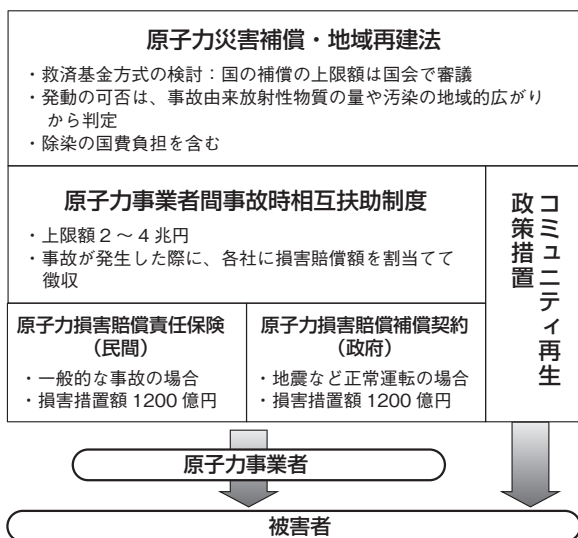 原子力災害補償・地域再建法
・救済基金方式の検討：国の補償の上限額は国会で審議
・発動の可否は、事故由来放射性物質の量や汚染の地域的広がり
から判定
・除染の国費負担を含む
原子力事業者間事故時相互扶助制度
・上限額２～４兆円
・事故が発生した際に、各社に損害賠償額を割当てて
徴収
コミュニティ再生
政策措置
原子力損害賠償責任保険
（民間）
・一般的な事故の場合
・損害措置額 1200 億円
原子力損害賠償補償契約
（政府）
・地震など正常運転の場合
・損害措置額 1200 億円
原子力事業者
被害者